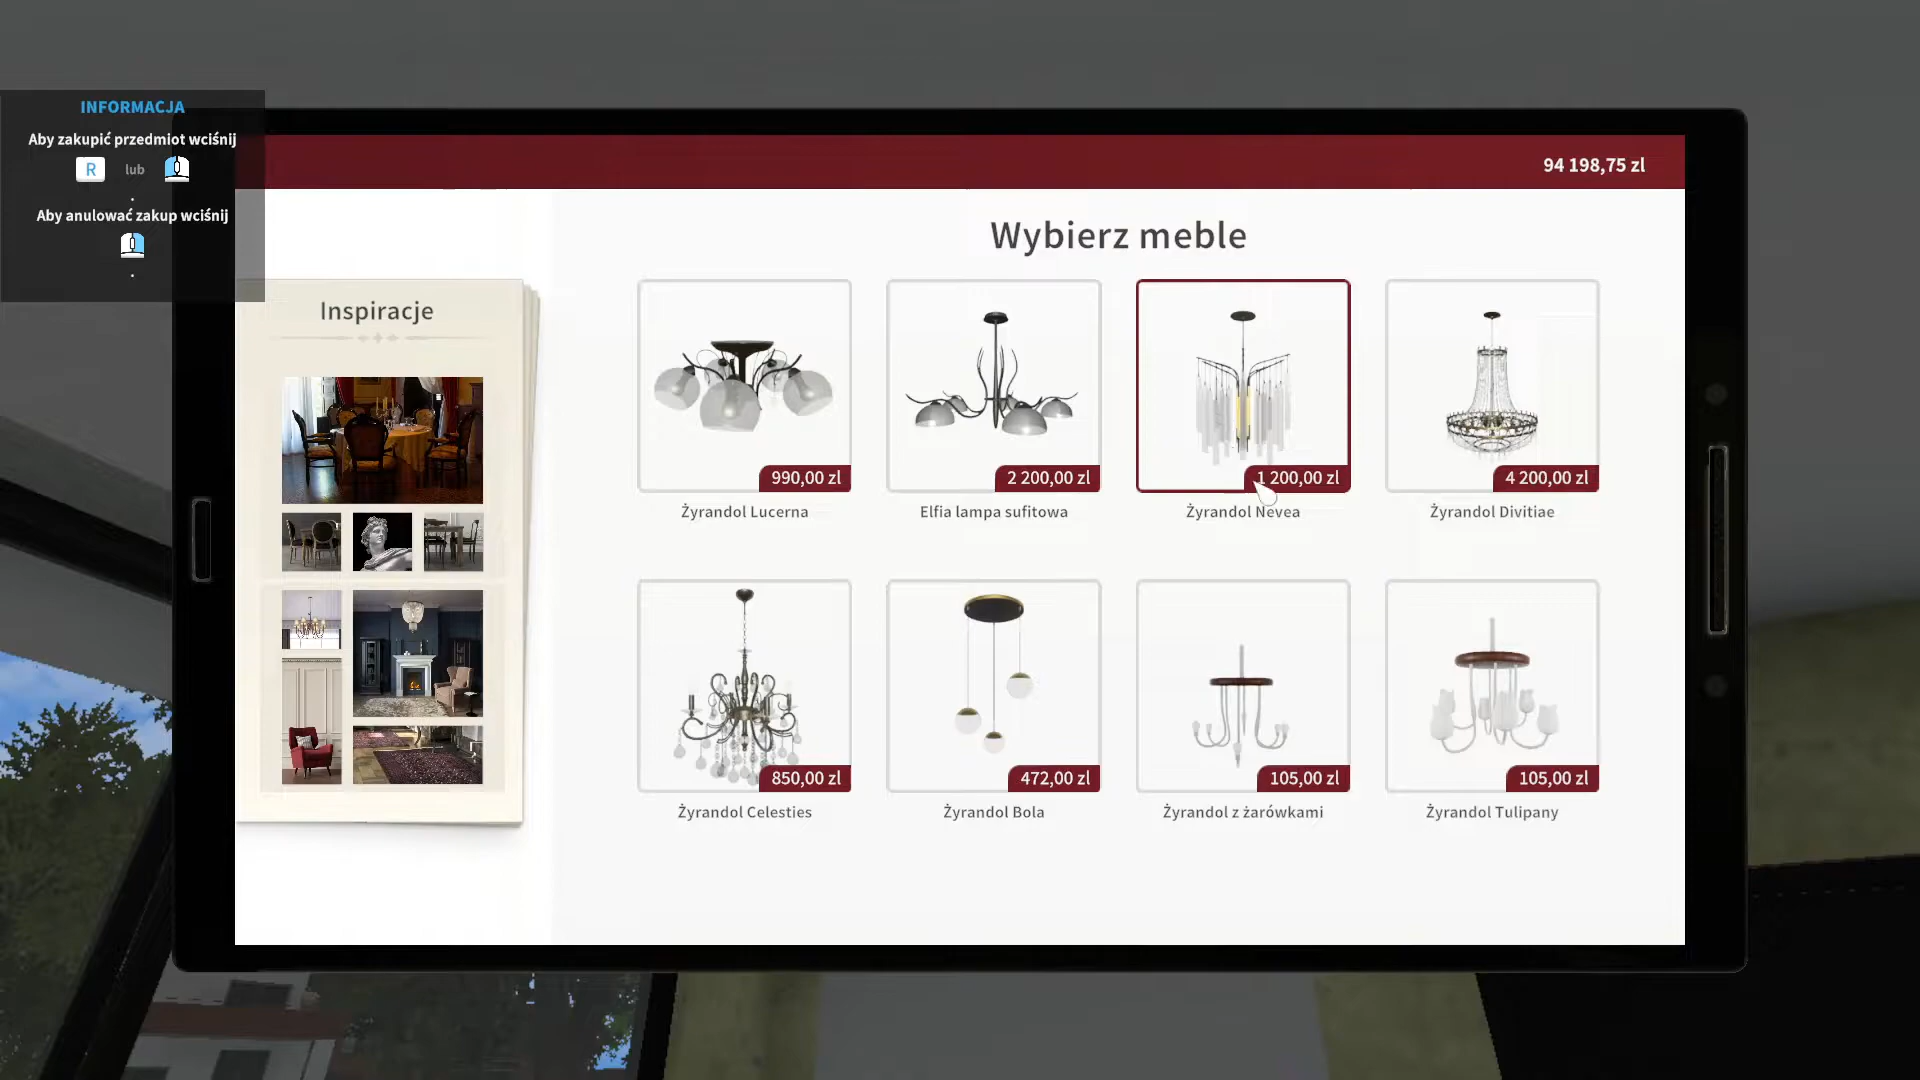 INFORMACJA
Aby zakupić przedmiot wciśnij
R lub
.
Aby anulować zakup wciśnij
.
94 198,75 zl
Wybierz meble
Inspiracje
990,00 zl
2 200,00 zl
1 200,00 zl
4 200,00 zl
Żyrandol Lucerna
Elfia lampa sufitowa
Żyrandol Nevea
Żyrandol Divitiae
850,00 zl
472,00 zl
105,00 zl
105,00 zl
Żyrandol Celesties
Żyrandol Bola
Żyrandol z żarówkami
Żyrandol Tulipany